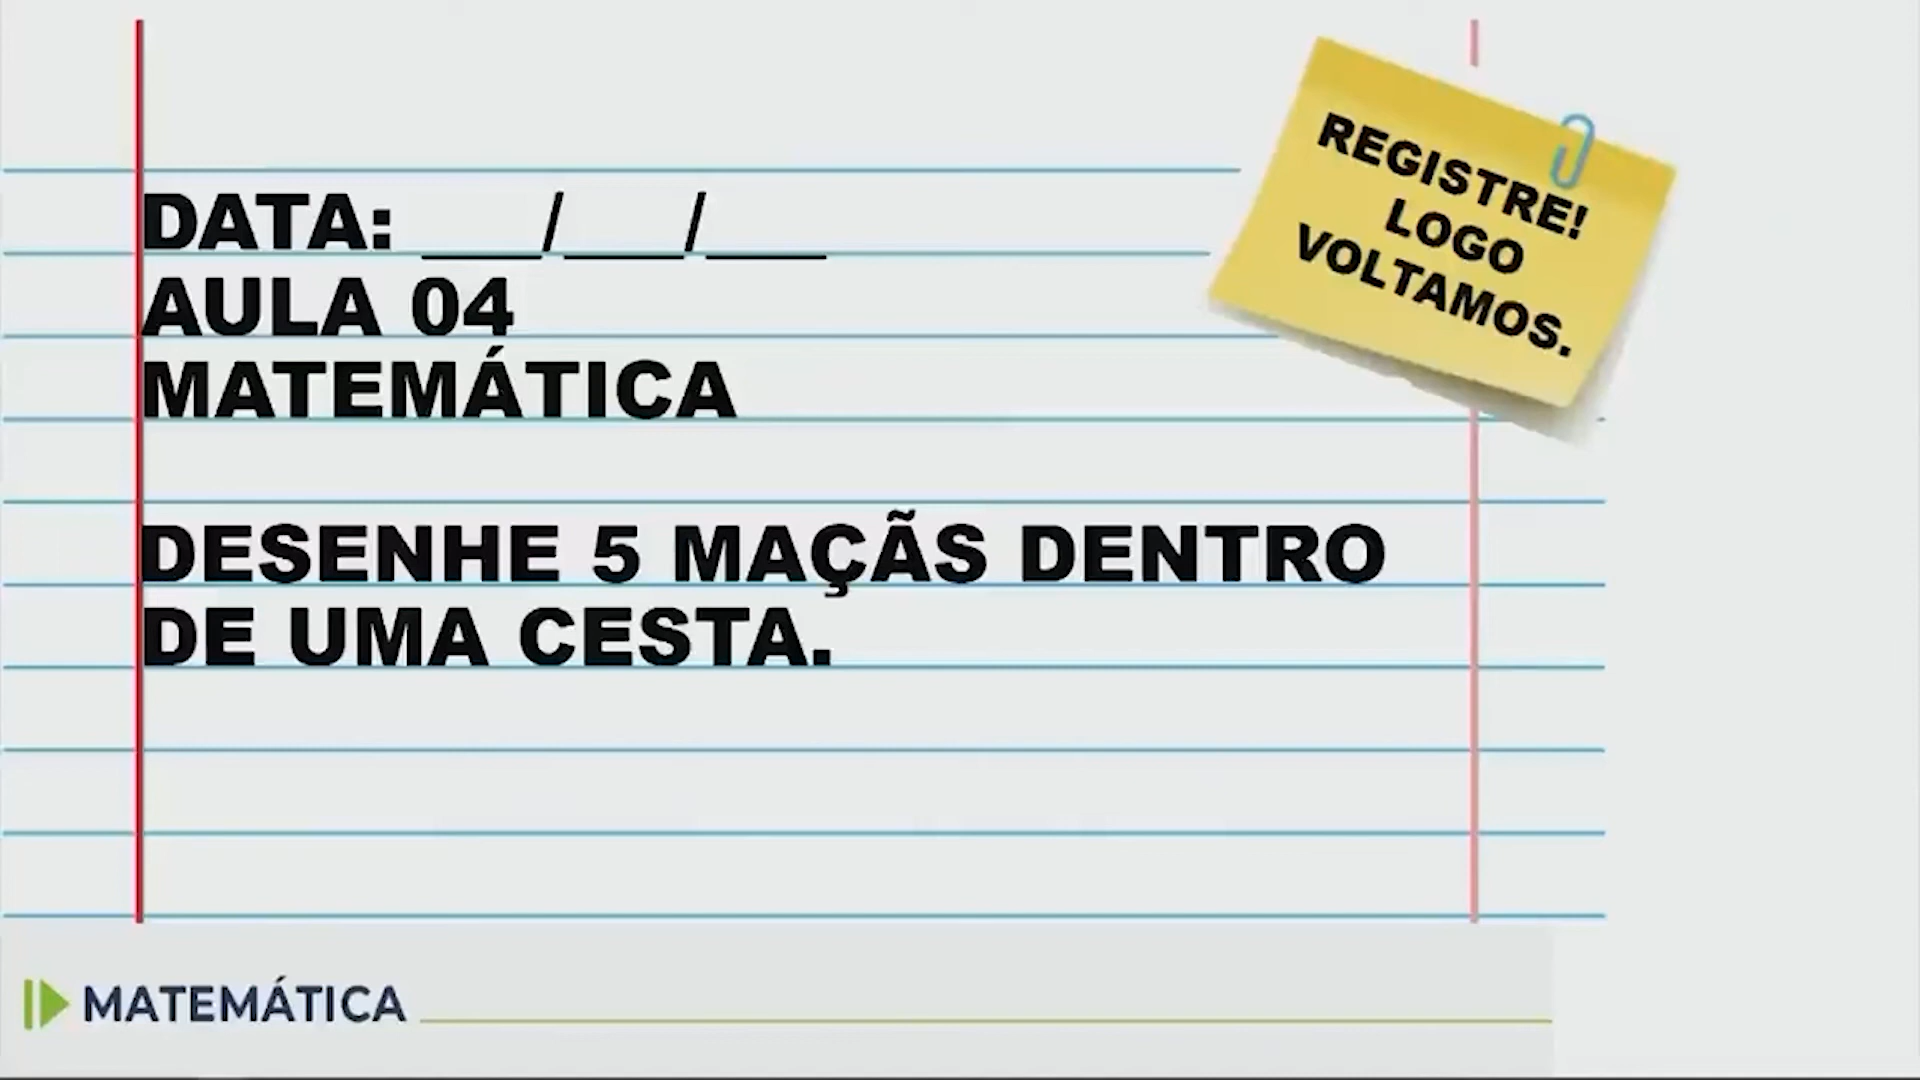 REGISTRE!
LOGO
VOLTAMOS.
DATA: ___/___/___
AULA 04
MATEMÁTICA
DESENHE 5 MAÇÃS DENTRO
DE UMA CESTA.
MATEMÁTICA